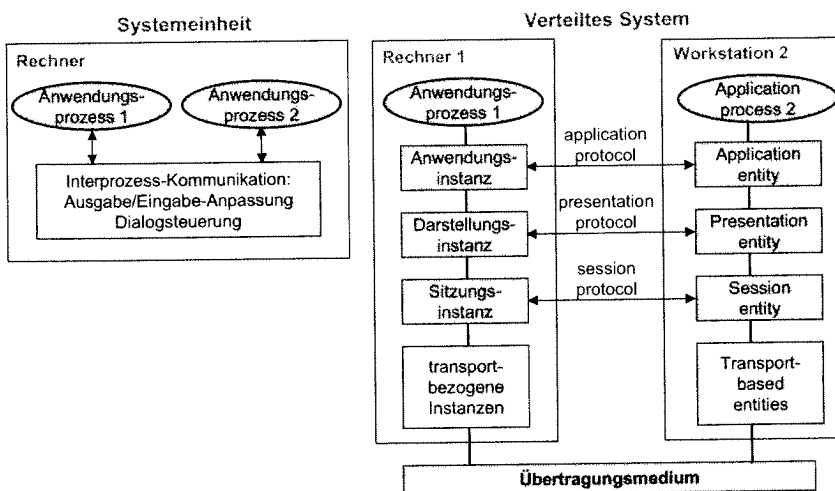 Systemeinheit
Rechner
Anwendungs-
prozess 1
Anwendungs-
prozess 2
Interprozess-Kommunikation:
Ausgabe/Eingabe-Anpassung
Dialogsteuerung
Verteiltes System
Rechner 1
Anwendungs-
prozess 1
Anwendungs-
instanz
Darstellungs-
instanz
Sitzungs-
instanz
transport-
bezogene
Instanzen
application
protocol
presentation
protocol
session
protocol
Workstation 2
Application
process 2
Application
entity
Presentation
entity
Session
entity
Transport-
based
entities
Übertragungsmedium